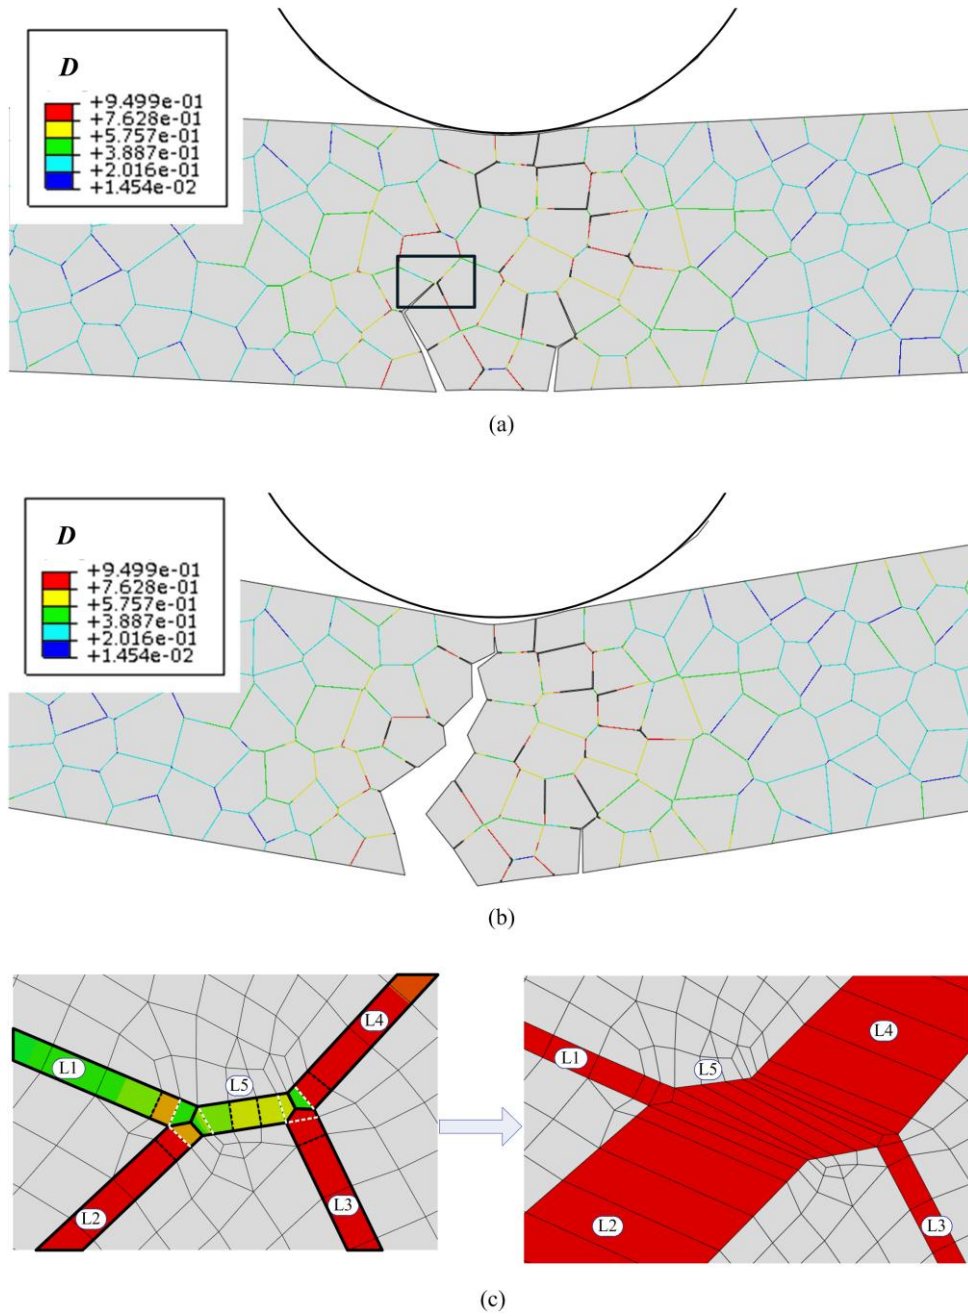 D
+9.499e-01
+7.628e-01
+5.757e-01
+3.887e-01
+2.016e-01
+1.454e-02
(a)
D
+9.499e-01
+7.628e-01
+5.757e-01
+3.887e-01
+2.016e-01
+1.454e-02
(b)
L1
L5
L4
L2
L3
L1
L5
L4
L2
L3
(c)